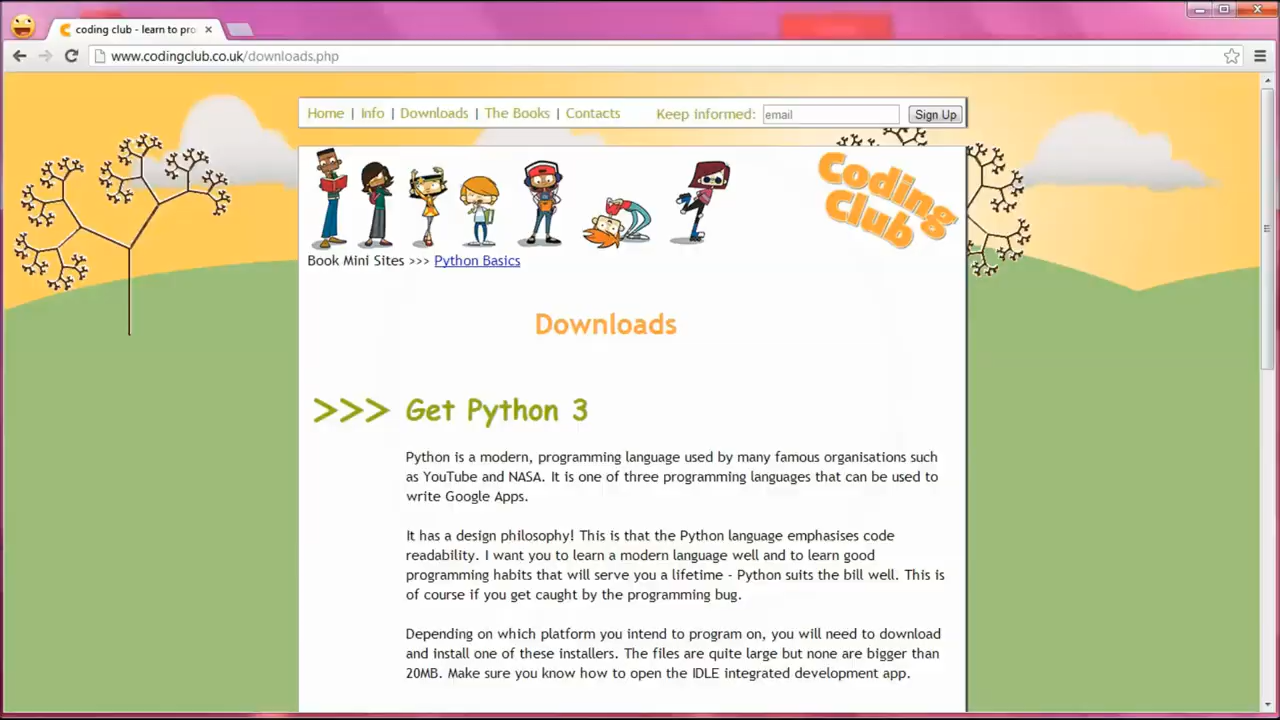 coding club - learn to pro
www.codingclub.co.uk/downloads.php
Home | Info | Downloads | The Books | Contacts Keep informed: email Sign Up
Coding
Club
Book Mini Sites >>> Python Basics
Downloads
>>> Get Python 3
Python is a modern, programming language used by many famous organisations such
as YouTube and NASA. It is one of three programming languages that can be used to
write Google Apps.
It has a design philosophy! This is that the Python language emphasises code
readability. I want you to learn a modern language well and to learn good
programming habits that will serve you a lifetime - Python suits the bill well. This is
of course if you get caught by the programming bug.
Depending on which platform you intend to program on, you will need to download
and install one of these installers. The files are quite large but none are bigger than
20MB. Make sure you know how to open the IDLE integrated development app.